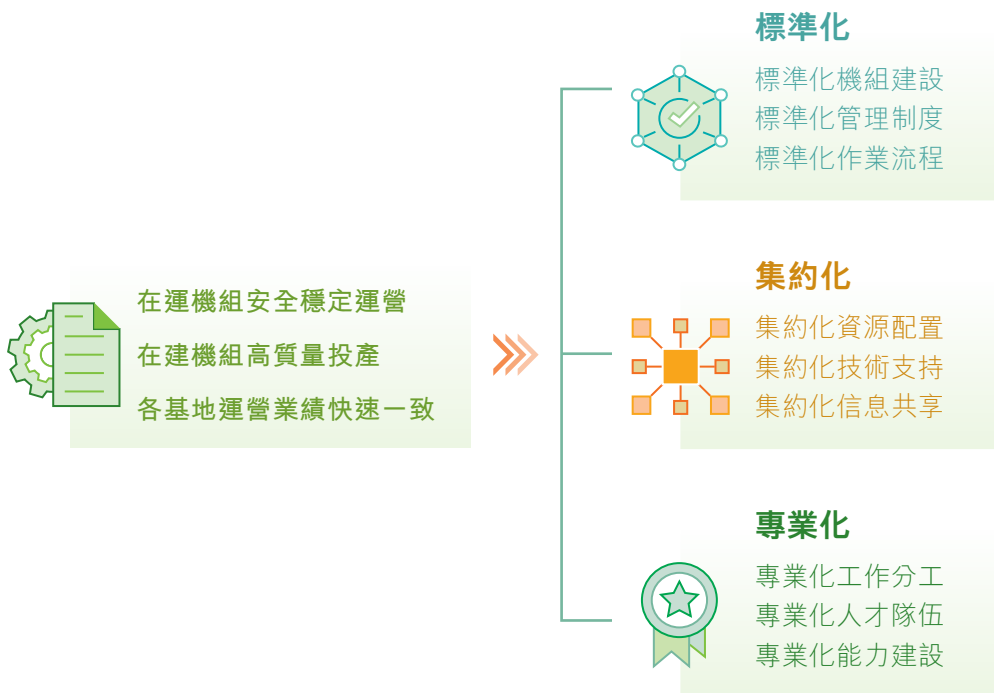 在運機組安全穩定運營
在建機組高質量投產
各基地運營業績快速一致
標準化
標準化機組建設
標準化管理制度
標準化作業流程
集約化
集約化資源配置
集約化技術支持
集約化信息共享
專業化
專業化工作分工
專業化人才隊伍
專業化能力建設